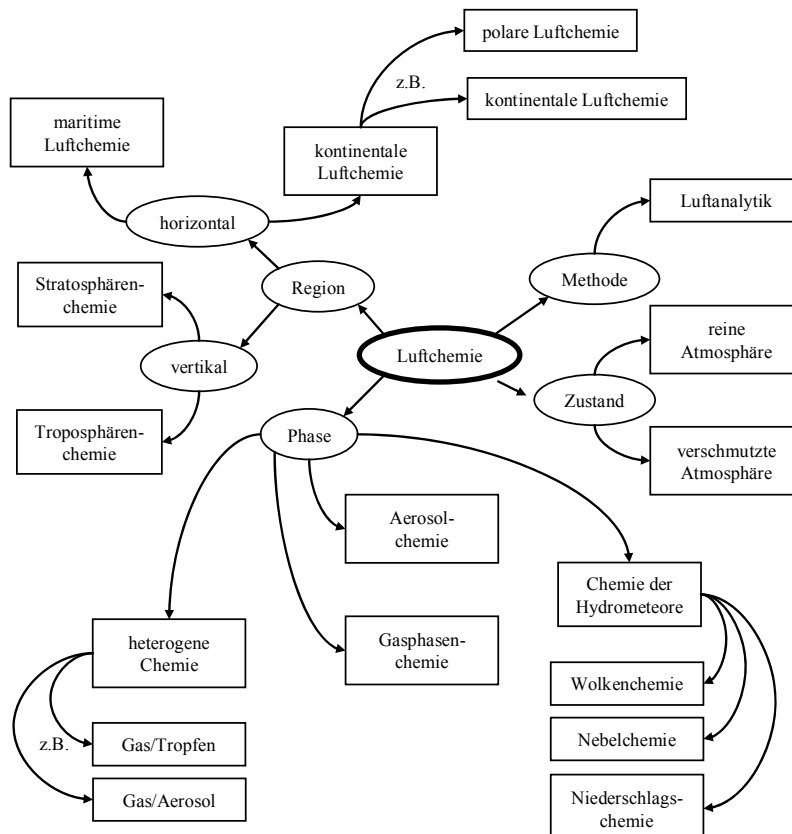 polare Luftchemie
z.B.
kontinentale Luftchemie
maritime
Luftchemie
kontinentale
Luftchemie
horizontal
Luftanalytik
Methode
Stratosphären-
chemie
Region
reine
Atmosphäre
Luftchemie
vertikal
Zustand
Troposphären-
chemie
Phase
verschmutzte
Atmosphäre
Aerosol-
chemie
Chemie der
Hydrometeore
heterogene
Chemie
Gasphasen-
chemie
Wolkenchemie
z.B.
Gas/Tropfen
Nebelchemie
Gas/Aerosol
Niederschlags-
chemie